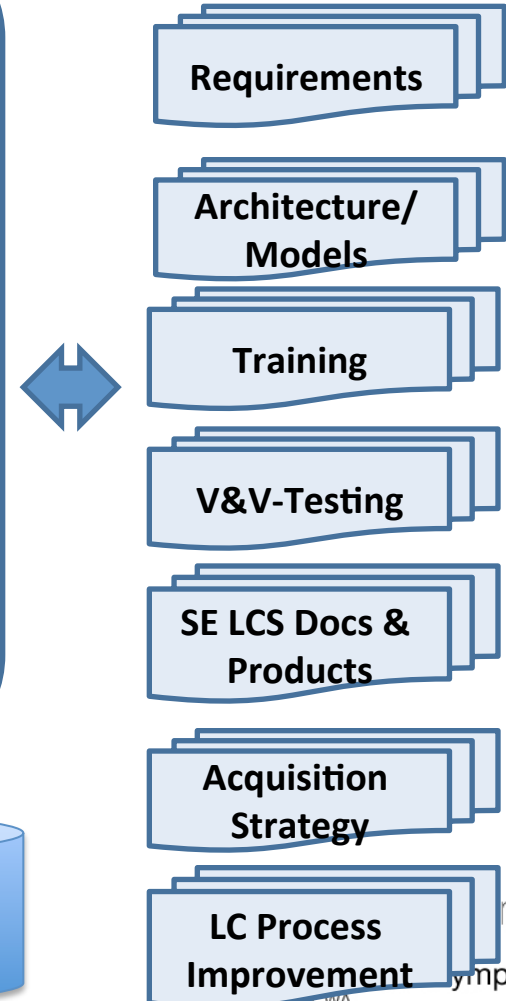 Requirements
Architecture/
Models
Training
V&V-Testing
SE LCS Docs &
Products
Acquisition
Strategy
LC Process
Improvement